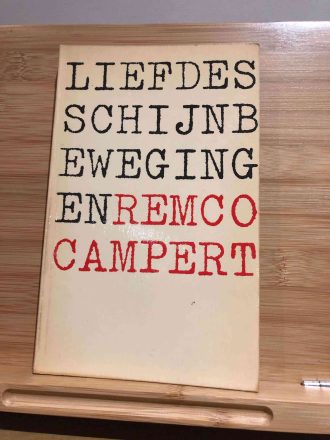 LIEFDES
SCHIJNB
EWEGING
ENREMCO
CAMPERT